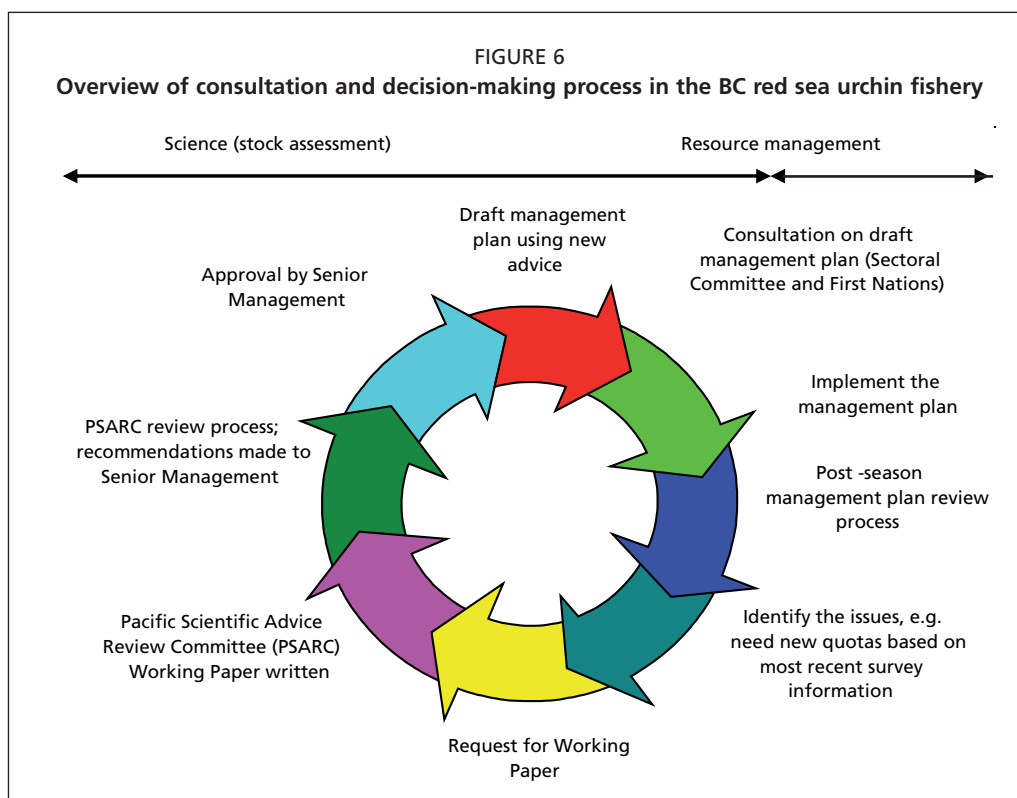 FIGURE 6
Overview of consultation and decision-making process in the BC red sea urchin fishery
Science (stock assessment)
Resource management
Draft management
plan using new
advice
Consultation on draft
management plan (Sectoral
Committee and First Nations)
Implement the
management plan
Post -season
management plan review
process
Identify the issues, e.g.
need new quotas based on
most recent survey
information
Request for Working
Paper
Pacific Scientific Advice
Review Committee (PSARC)
Working Paper written
PSARC review process;
recommendations made to
Senior Management
Approval by Senior
Management